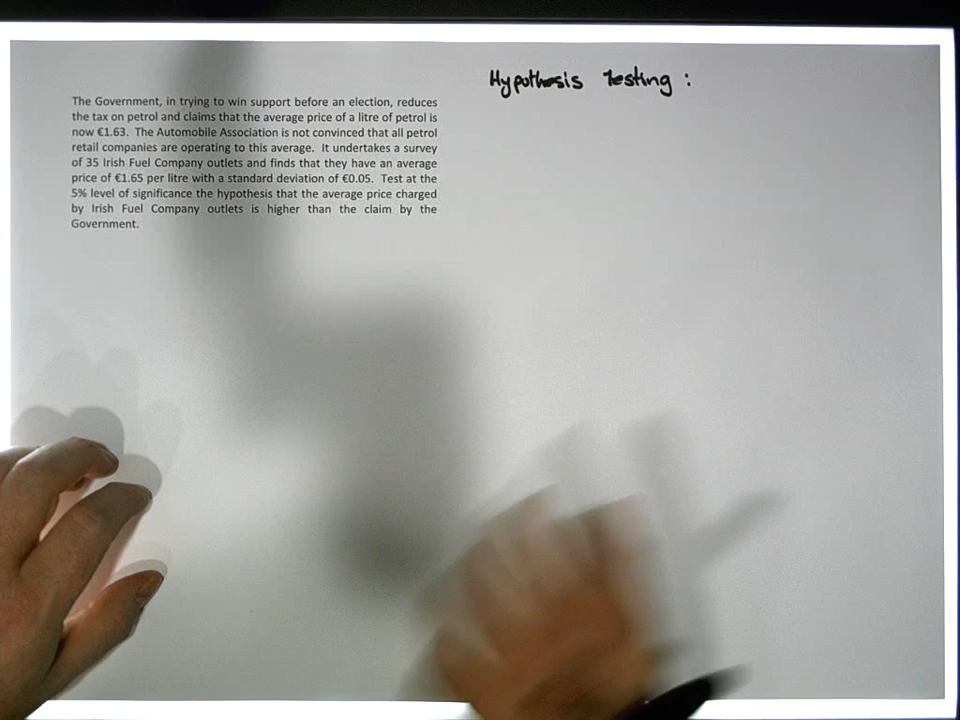 Hypothesis Testing :
The Government, in trying to win support before an election, reduces
the tax on petrol and claims that the average price of a litre of petrol is
now €1.63. The Automobile Association is not convinced that all petrol
retail companies are operating to this average. It undertakes a survey
of 35 Irish Fuel Company outlets and finds that they have an average
price of €1.65 per litre with a standard deviation of €0.05. Test at the
5% level of significance the hypothesis that the average price charged
by Irish Fuel Company outlets is higher than the claim by the
Government.